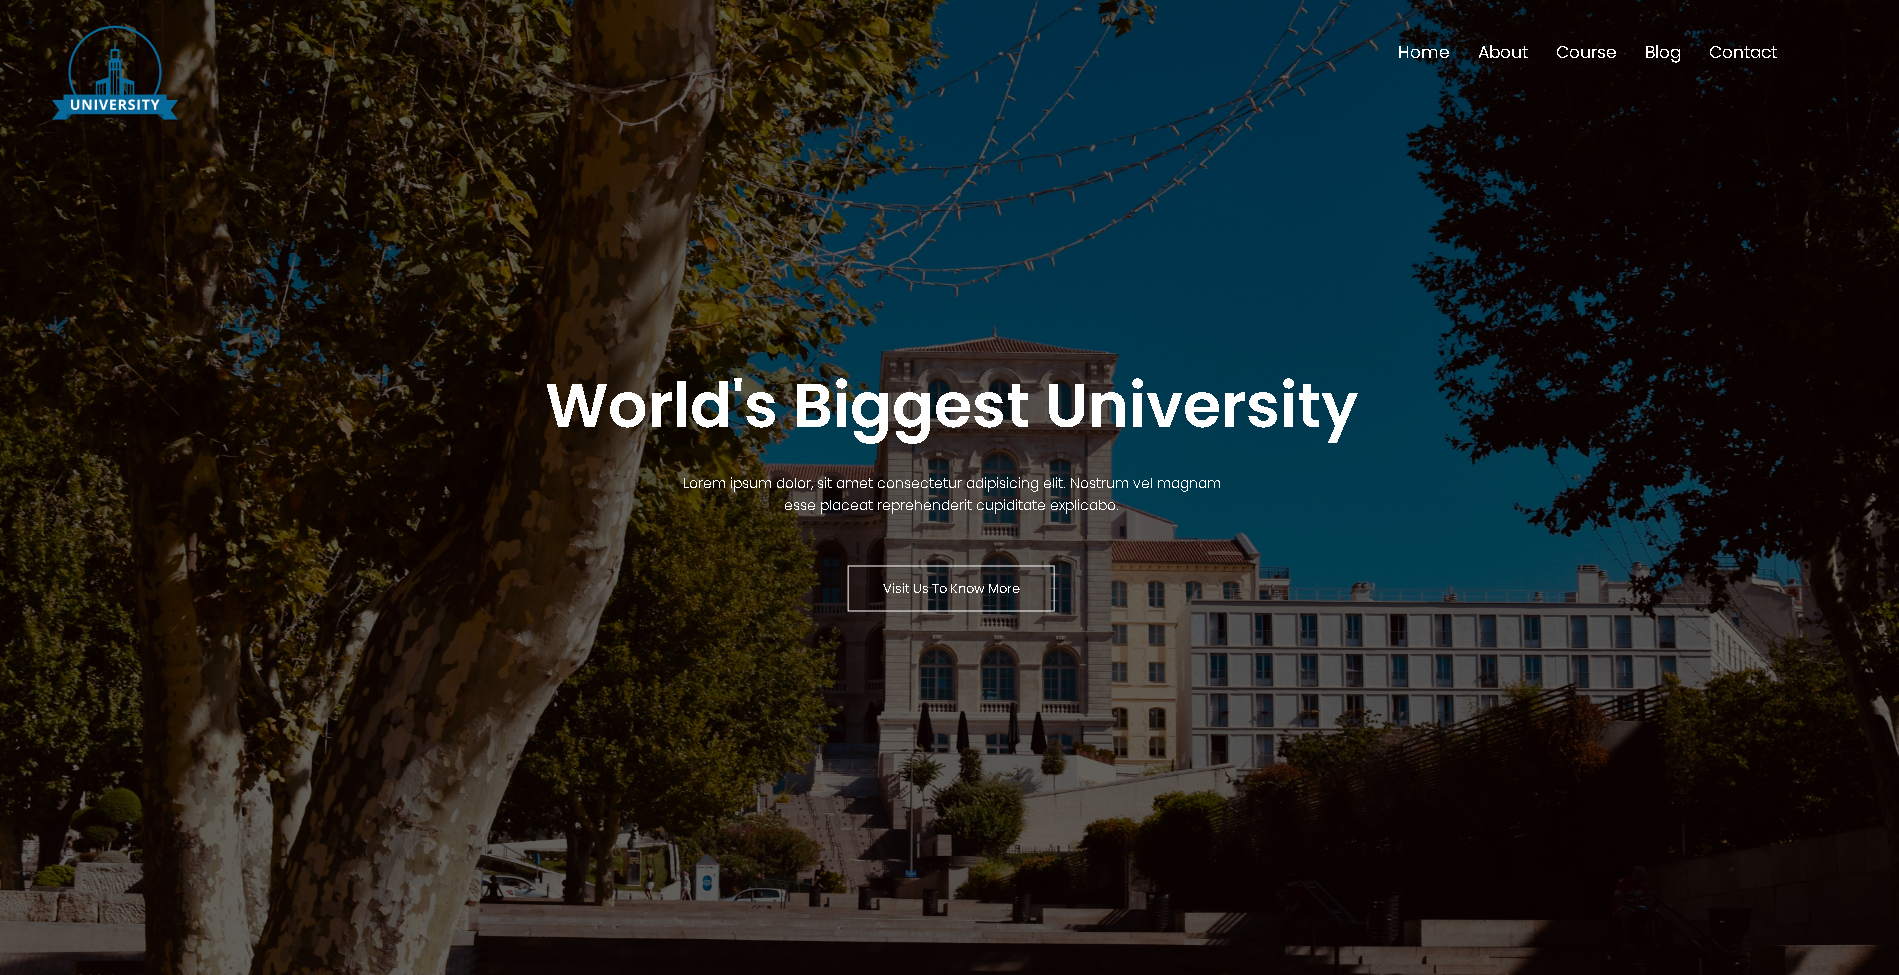 UNIVERSITY
Home About Course Blog Contact
World's Biggest University
Lorem ipsum dolor, sit amet consectetur adipisicing elit. Nostrum vel magnam
esse placeat reprehenderit cupiditate explicabo.
Visit Us To Know More